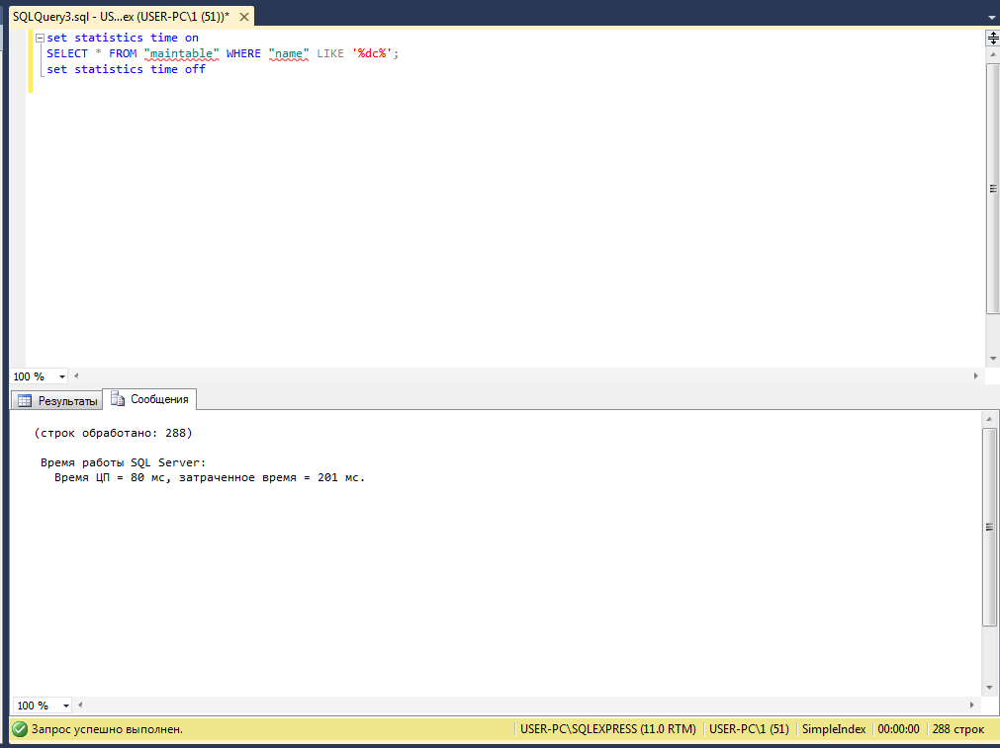 SQLQuery3.sql - US...ex (USER-PC\1 (51))*
set statistics time on
SELECT * FROM "maintable" WHERE "name" LIKE '%dc%';
set statistics time off
100 %
Результаты
Сообщения
(строк обработано: 288)
Время работы SQL Server:
Время ЦП = 80 мс, затраченное время = 201 мс.
100 %
Запрос успешно выполнен.
USER-PC\SQLEXPRESS (11.0 RTM)
USER-PC\1 (51)
SimpleIndex
00:00:00
288 строк